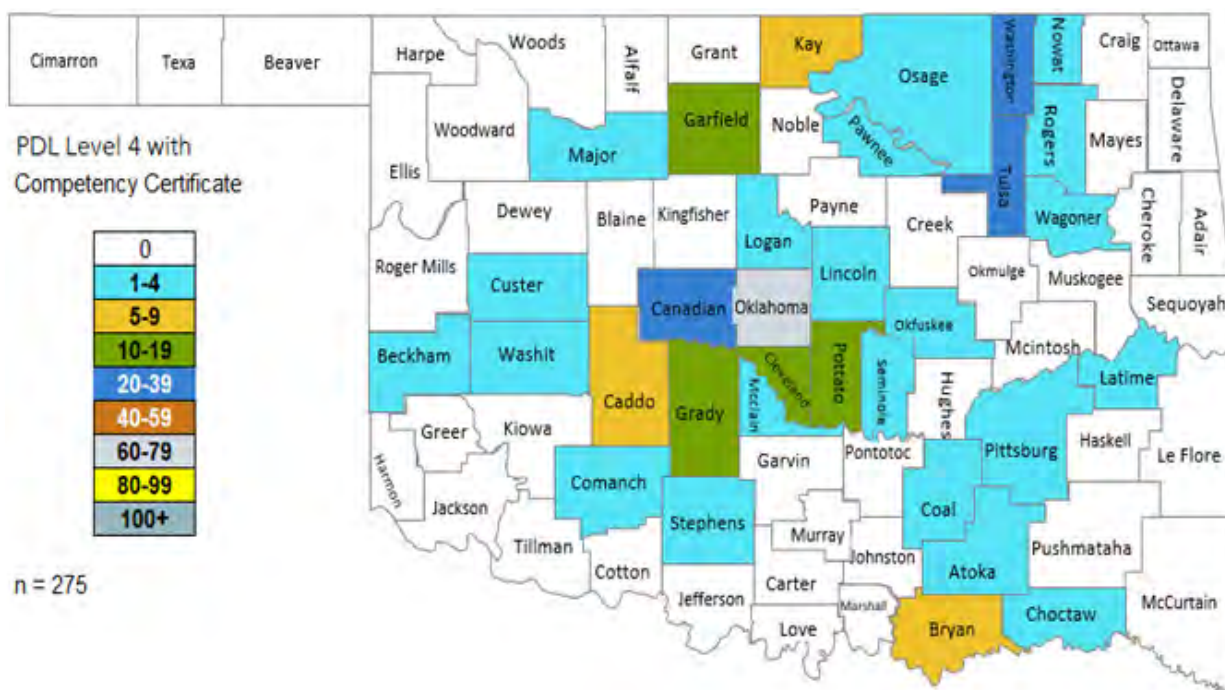 Cimarron
Texa
Beaver
Harpe
Woods
Alfalf
Grant
Kay
Osage
Washington
Nowat
Craig
Ottawa
Woodward
Major
Garfield
Noble
Pawnee
Rogers
Mayes
Delaware
PDL Level 4 with
Competency Certificate
Ellis
Dewey
Blaine
Kingfisher
Logan
Payne
Creek
Tulsa
Wagoner
Cheroke
Adair
0
1-4
5-9
10-19
20-39
40-59
60-79
80-99
100+
Roger Mills
Custer
Canadian
Oklahoma
Lincoln
Okmulge
Muskogee
Sequoyah
Beckham
Washit
Caddo
Grady
Cleveland
Mcclain
Pottato
Seminole
Okfuskee
Mcintosh
Hughes
Latime
Greer
Kiowa
Harmon
Jackson
Comanch
Garvin
Pontotoc
Pittsburg
Haskell
Le Flore
Stephens
Coal
Tillman
Cotton
Murray
Johnston
Atoka
Pushmataha
n = 275
Jefferson
Carter
Love
Marshall
Bryan
Choctaw
McCurtain